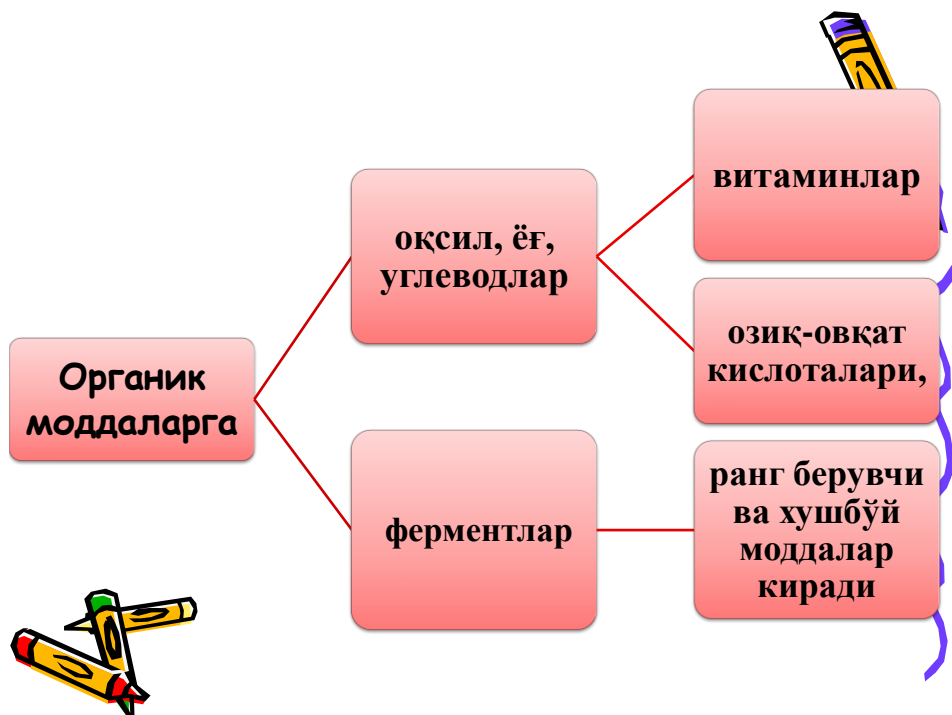 Органик
моддаларга
оқсил, ёғ,
углеводлар
витаминлар
озиқ-овқат
кислоталари,
ферментлар
ранг берувчи
ва хушбўй
моддалар
киради